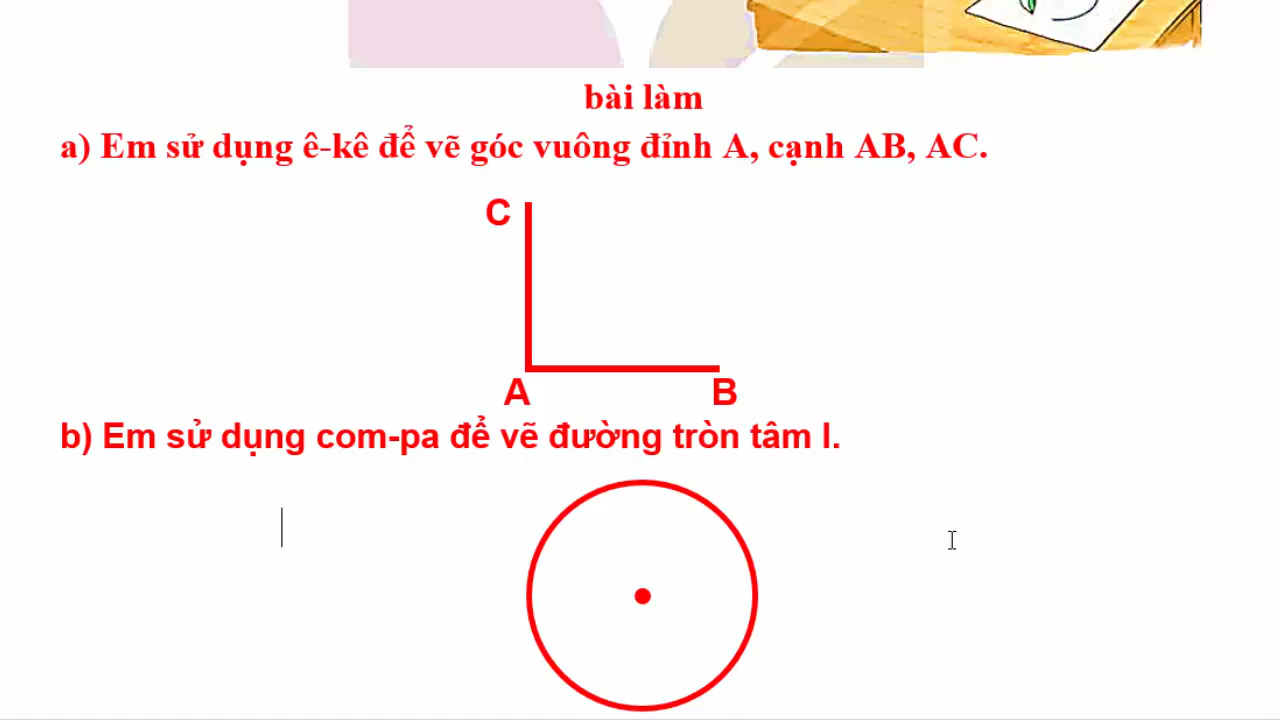 bài làm
a) Em sử dụng ê-kê để vẽ góc vuông đỉnh A, cạnh AB, AC.
C
A B
b) Em sử dụng com-pa để vẽ đường tròn tâm I.